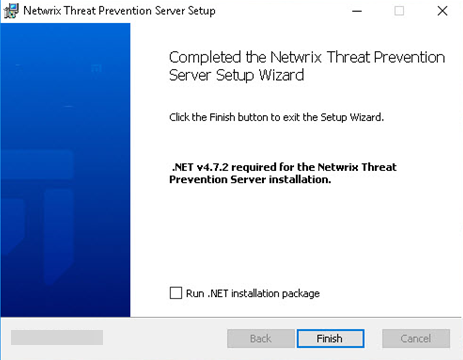 Netwrix Threat Prevention Server Setup
Completed the Netwrix Threat Prevention
Server Setup Wizard
Click the Finish button to exit the Setup Wizard.
.NET v4.7.2 required for the Netwrix Threat
Prevention Server installation.
Run .NET installation package
Back
Finish
Cancel